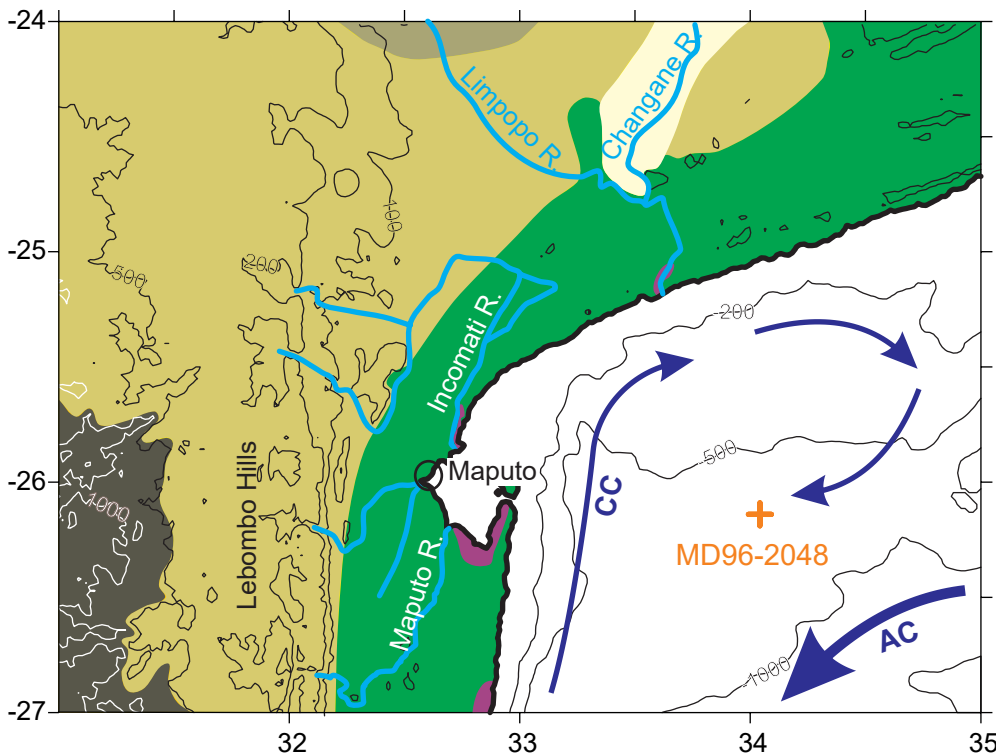 -24
Limpopo R.
Changane R.
100
-25
-500
200
-200
Incomati R.
-500
Maputo
-26
CC
1000
Lebombo Hills
MD96-2048
Maputo R.
AC
-1000
-27
32
33
34
35